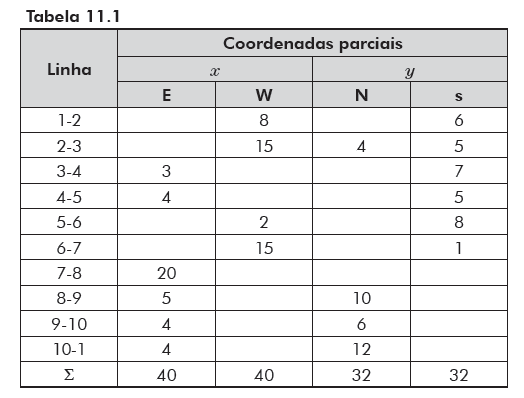 Tabela 11.1
Linha Coordenadas parciais
x y
E W N s
1-2 8 6
2-3 15 4 5
3-4 3 7
4-5 4 5
5-6 2 8
6-7 15 1
7-8 20
8-9 5 10
9-10 4 6
10-1 4 12
Σ 40 40 32 32